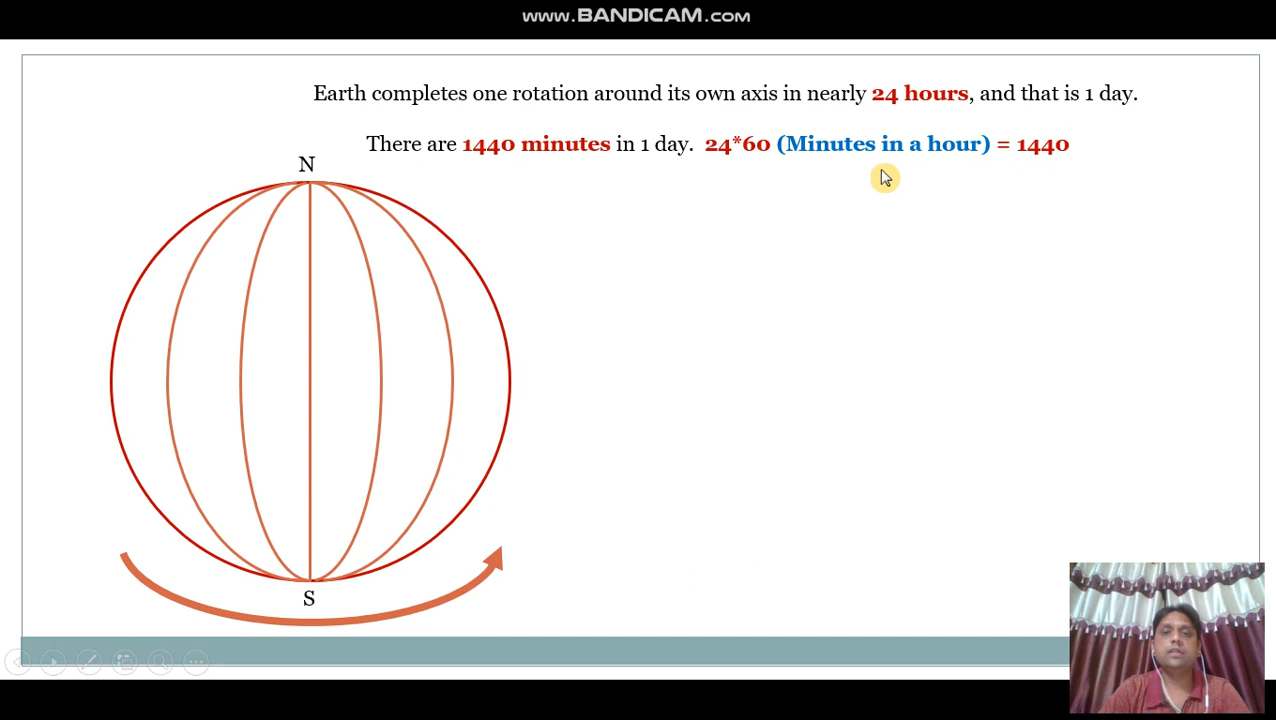 www.BANDICAM.com
Earth completes one rotation around its own axis in nearly 24 hours, and that is 1 day.
There are 1440 minutes in 1 day. 24*60 (Minutes in a hour) = 1440
N
S